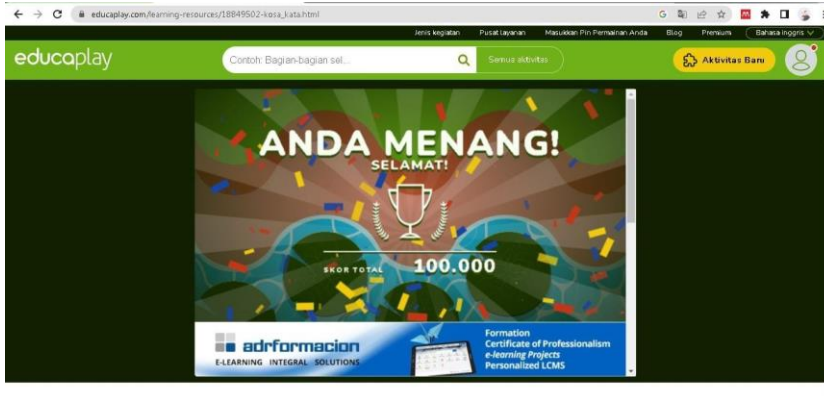 educaplay.com/learning-resources/18849502-kosa_kata.html
Jenis kegiatan Pusat layanan Masukkan Pin Permainan Anda Blog Premium Bahasa Inggris
educaplay Contoh: Bagian-bagian sel... Semua aktivitas Aktivitas Baru
ANDA MENANG!
SELAMAT!
SKOR TOTAL 100.000
adrformacion
E-LEARNING INTEGRAL SOLUTIONS
Formation
Certificate of Professionalism
e-learning Projects
Personalized LCMS